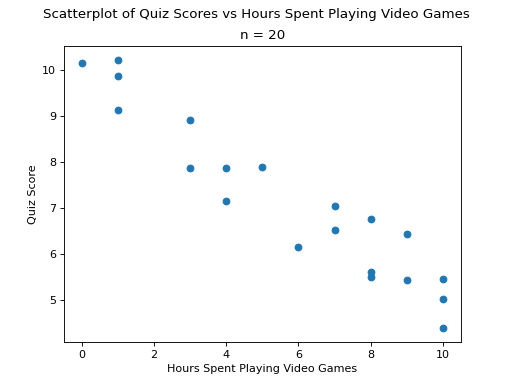 Scatterplot of Quiz Scores vs Hours Spent Playing Video Games
n = 20
10
9
8
7
6
5
Quiz Score
0 2 4 6 8 10
Hours Spent Playing Video Games